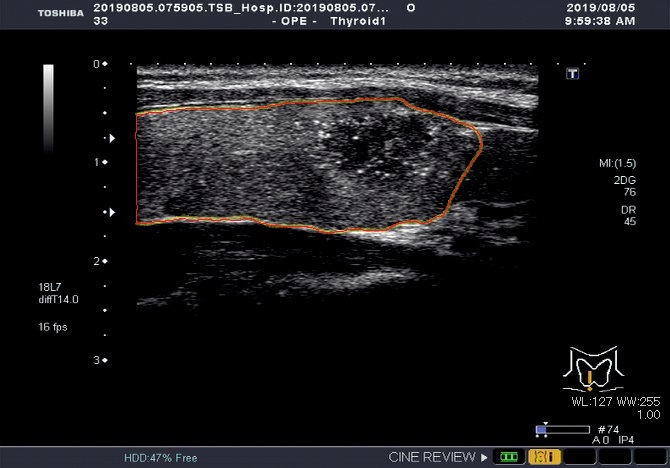 TOSHIBA
20190805.075905.TSB_Hosp.ID:20190805.07... O
2019/08/05
33
- OPE - Thyroid1
9:59:38 AM
0
T
1
MI:(1.5)
2DG
76
DR
45
2
18L7
diffT14.0
16 fps
3
WL:127 WW:255
1.00
#74
A 0 IP4
HDD:47% Free
CINE REVIEW